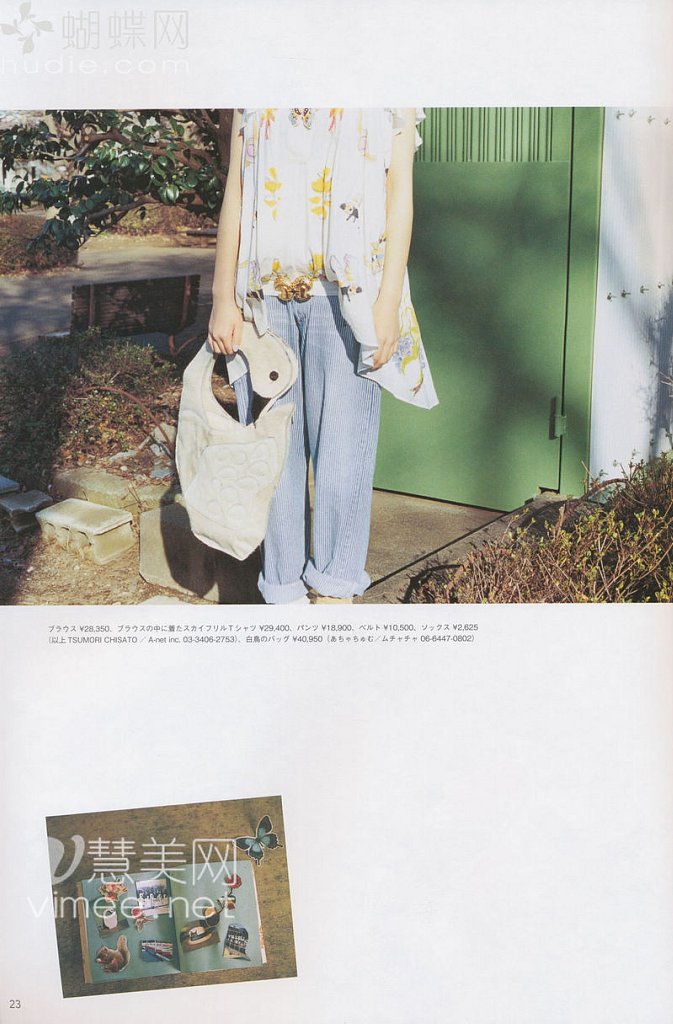 蝴蝶网
hudie.com
ブラウス ¥28,350、ブラウスの中に着たスカイフリルTシャツ ¥29,400、パンツ ¥18,900、ベルト ¥10,500、ソックス ¥2,625
(以上 TSUMORI CHISATO ／ A-net inc. 03-3406-2753)、白鳥のバッグ ¥40,950（あちゃちゅむ／ムチャチャ 06-6447-0802）
慧美网
vimee.net
23